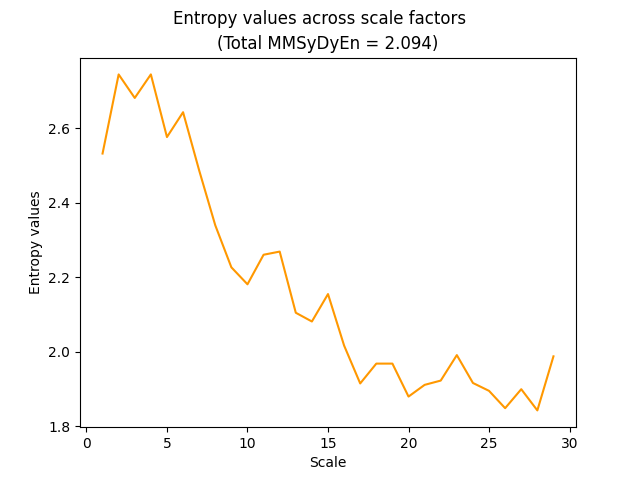 Entropy values across scale factors
(Total MMSyDyEn = 2.094)
Entropy values
2.6
2.4
2.2
2.0
1.8
0 5 10 15 20 25 30
Scale